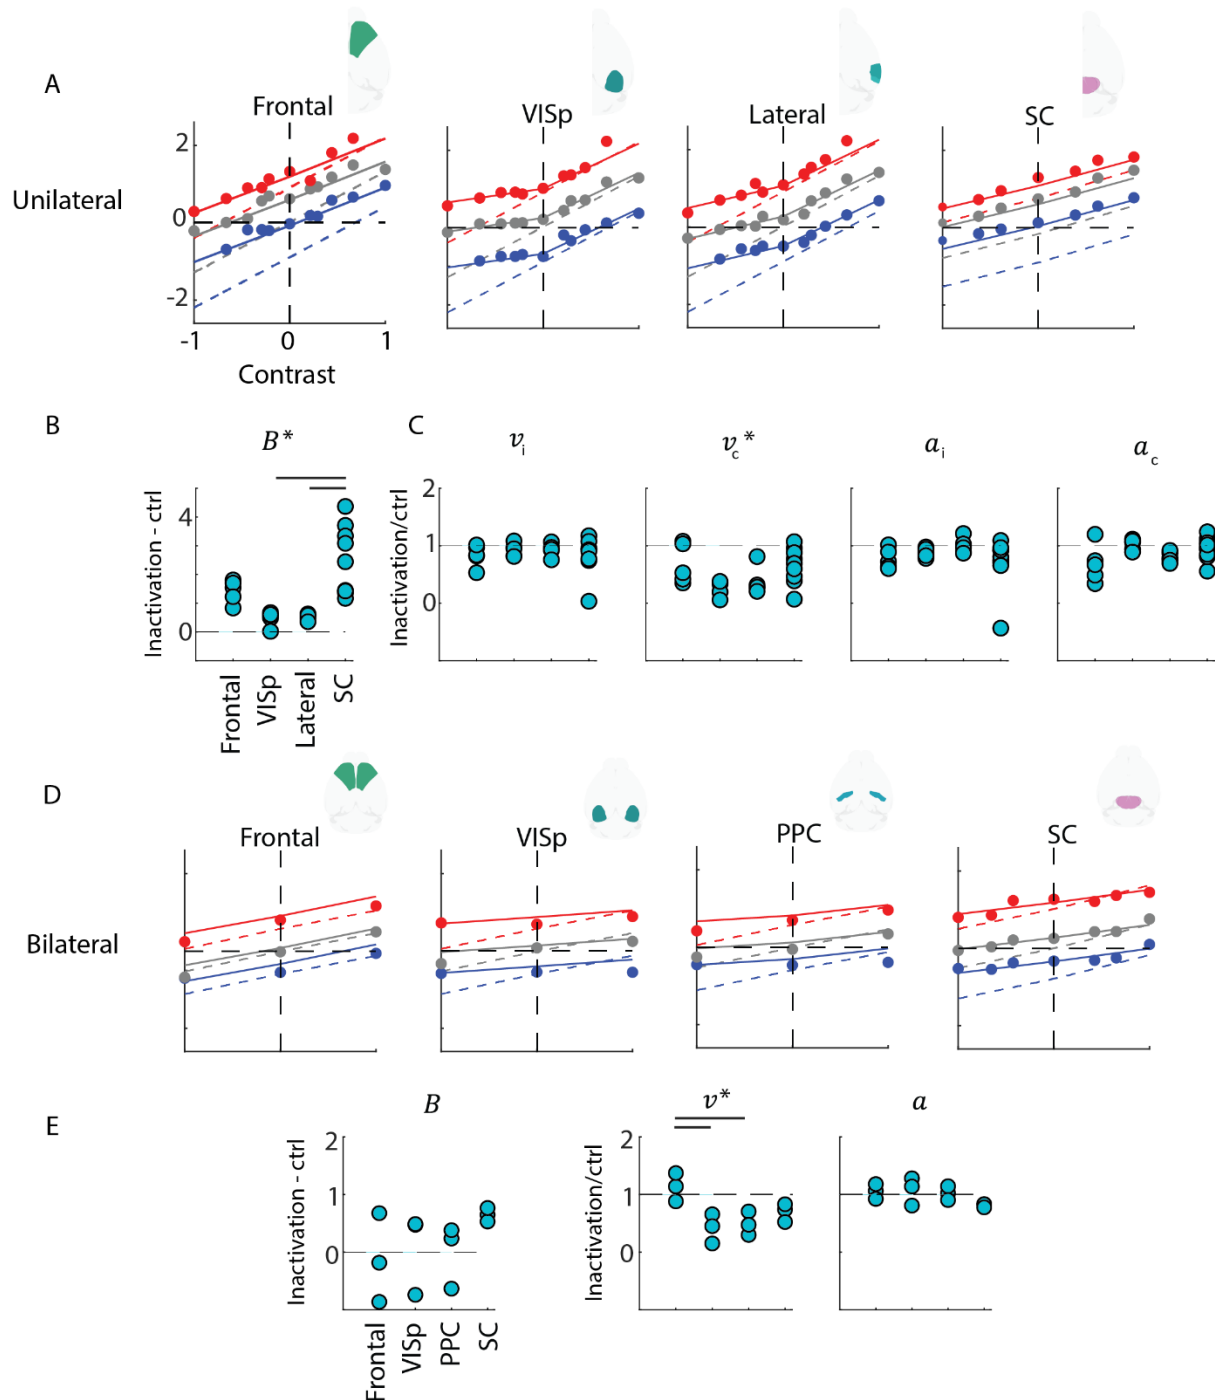 A
Frontal
VISp
Lateral
SC
Unilateral
2
0
-2
-1
0
1
Contrast
B
B*
Inactivation - ctrl
4
0
Frontal
VISp
Lateral
SC
C
vi
vc*
ai
ac
Inactivation/ctrl
2
1
0
D
Frontal
VISp
PPC
SC
Bilateral
E
B
Inactivation - ctrl
2
1
0
Frontal
VISp
PPC
SC
v*
a
Inactivation/ctrl
2
1
0